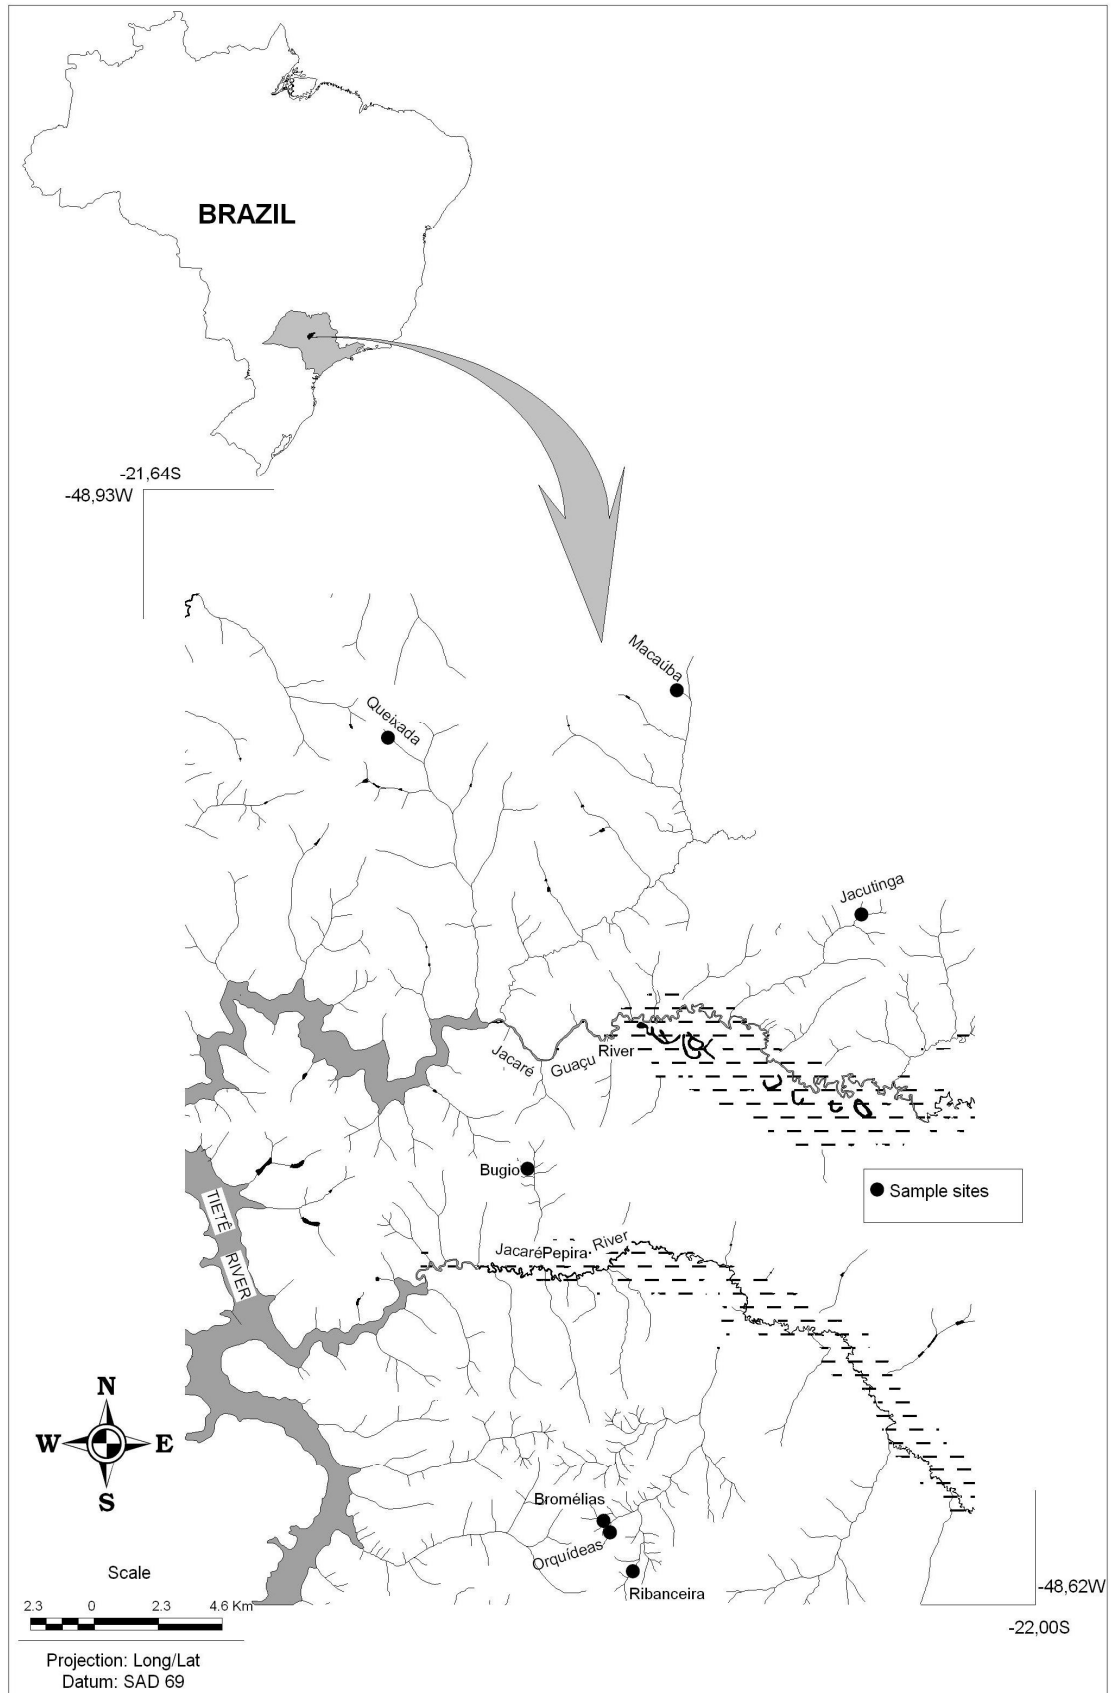 BRAZIL
-21,64S
-48,93W
Macaúba
Queixada
Jacutinga
Jacaré Guaçu River
Bugio
Sample sites
TIETÊ RIVER
Jacaré Pepira River
N
W E
S
Bromélias
Orquídeas
Ribanceira
Scale
2.3 0 2.3 4.6 Km
-48,62W
-22,00S
Projection: Long/Lat
Datum: SAD 69